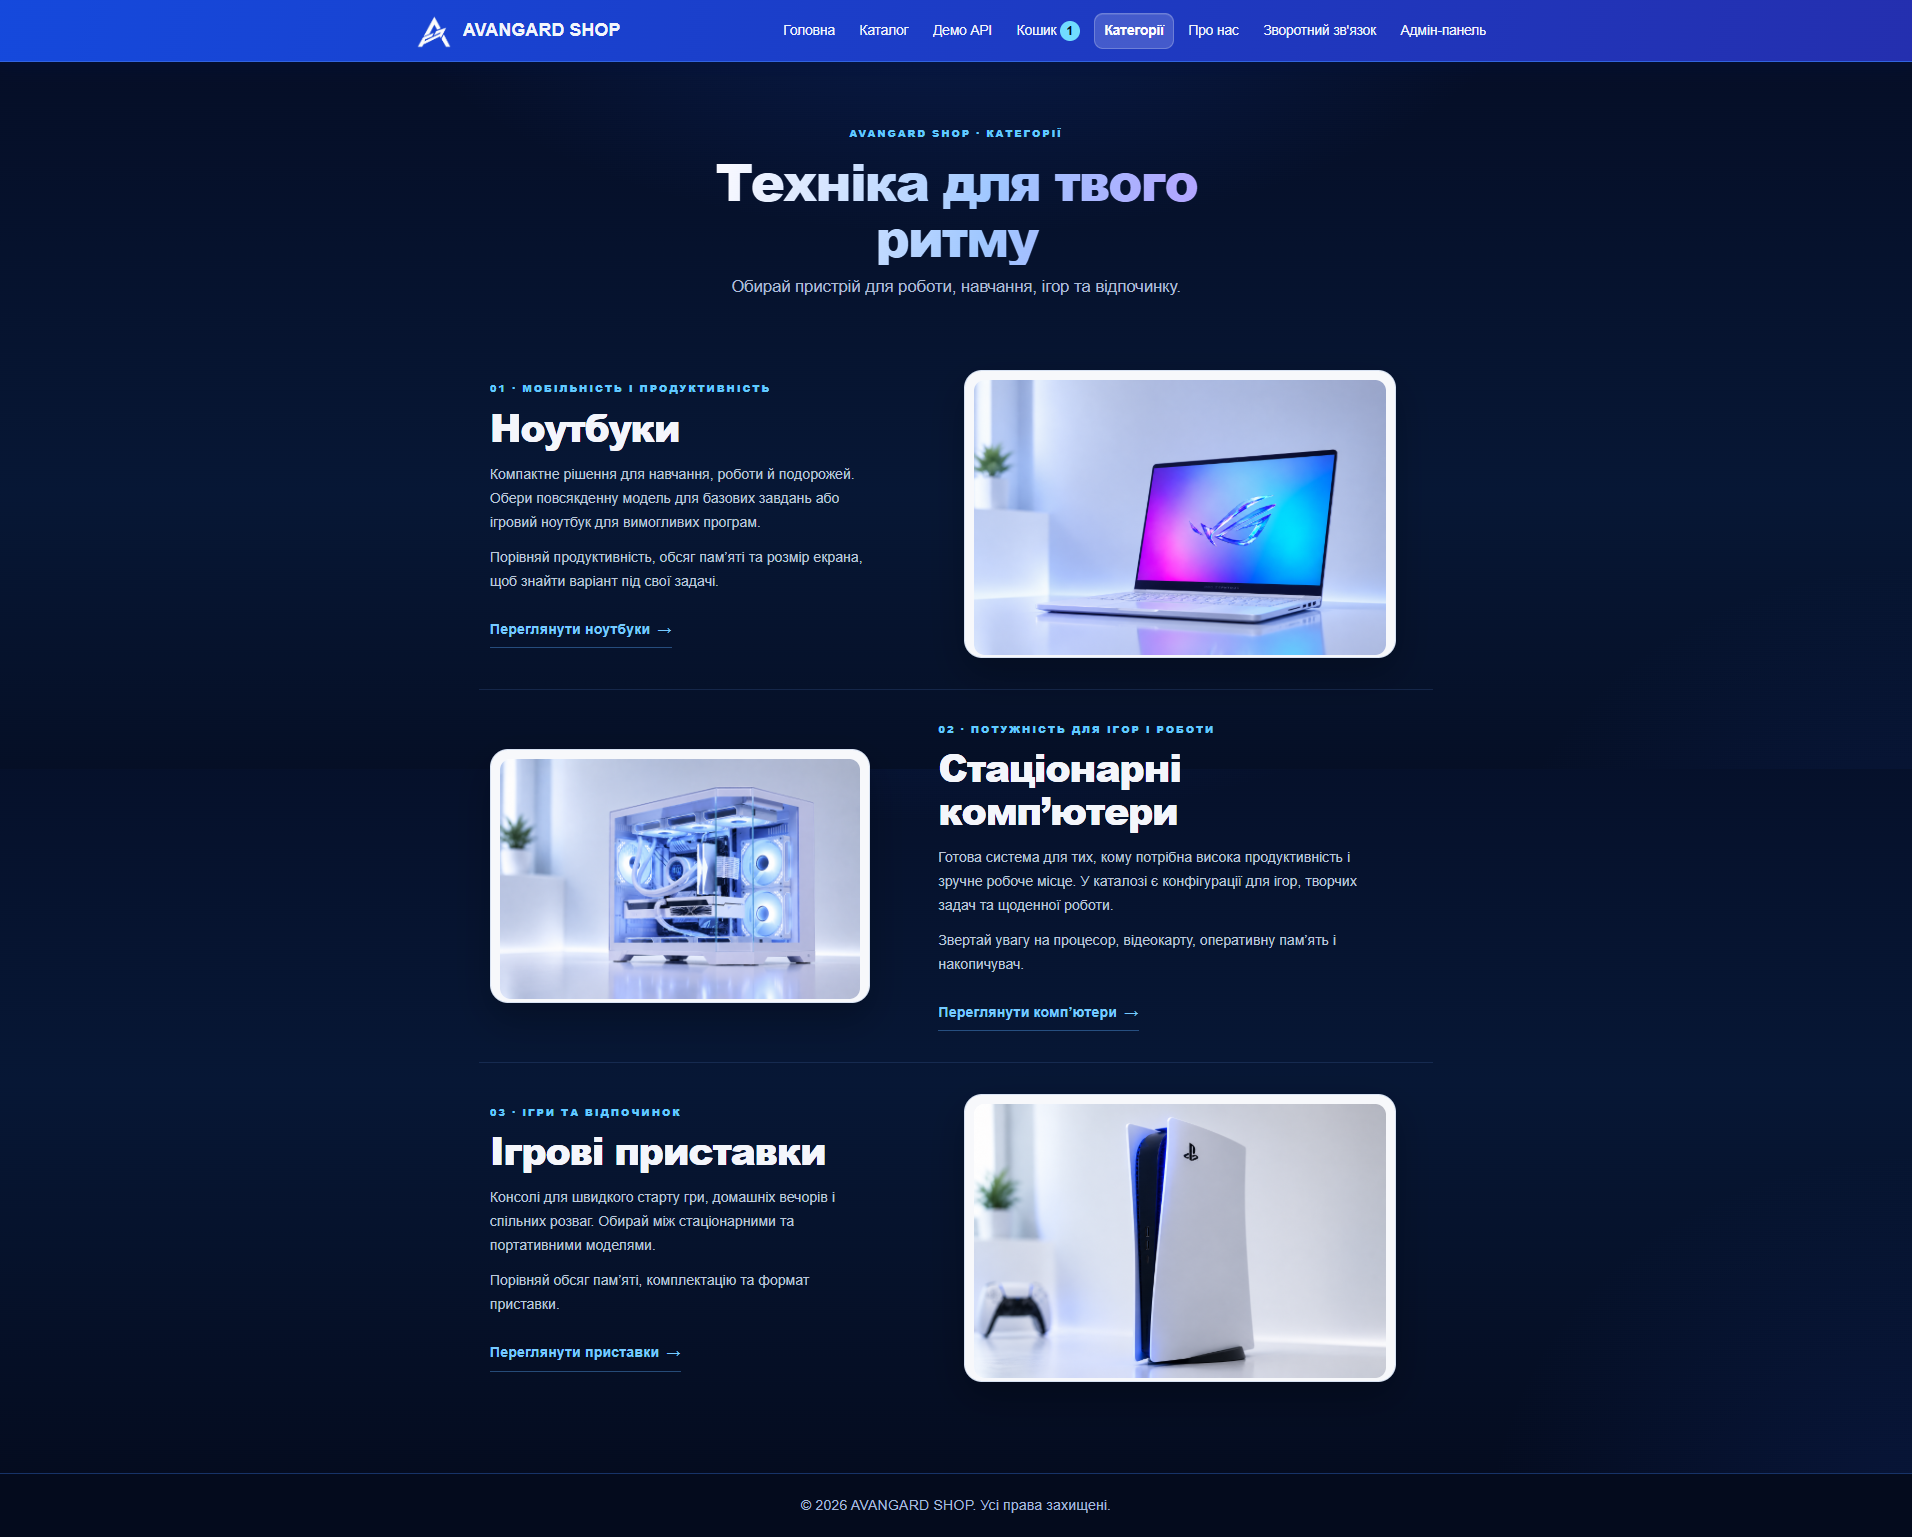 AVANGARD SHOP
Головна
Каталог
Демо API
Кошик 1
Категорії
Про нас
Зворотний зв'язок
Адмін-панель
AVANGARD SHOP · КАТЕГОРІЇ
Техніка для твого
ритму
Обирай пристрій для роботи, навчання, ігор та відпочинку.
01 · МОБІЛЬНІСТЬ І ПРОДУКТИВНІСТЬ
Ноутбуки
Компактне рішення для навчання, роботи й подорожей.
Обери повсякденну модель для базових завдань або
ігровий ноутбук для вимогливих програм.
Порівняй продуктивність, обсяг пам’яті та розмір екрана,
щоб знайти варіант під свої задачі.
Переглянути ноутбуки →
02 · ПОТУЖНІСТЬ ДЛЯ ІГОР І РОБОТИ
Стаціонарні
комп’ютери
Готова система для тих, кому потрібна висока продуктивність і
зручне робоче місце. У каталозі є конфігурації для ігор, творчих
задач та щоденної роботи.
Звертай увагу на процесор, відеокарту, оперативну пам’ять і
накопичувач.
Переглянути комп’ютери →
03 · ІГРИ ТА ВІДПОЧИНОК
Ігрові приставки
Консолі для швидкого старту гри, домашніх вечорів і
спільних розваг. Обирай між стаціонарними та
портативними моделями.
Порівняй обсяг пам’яті, комплектацію та формат
приставки.
Переглянути приставки →
© 2026 AVANGARD SHOP. Усі права захищені.